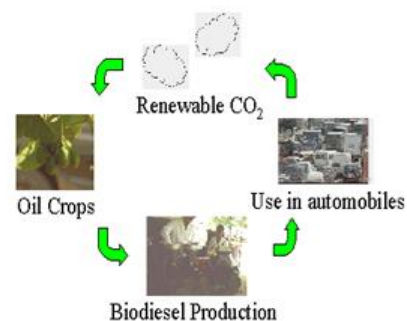 Renewable CO₂
Oil Crops
Use in automobiles
Biodiesel Production